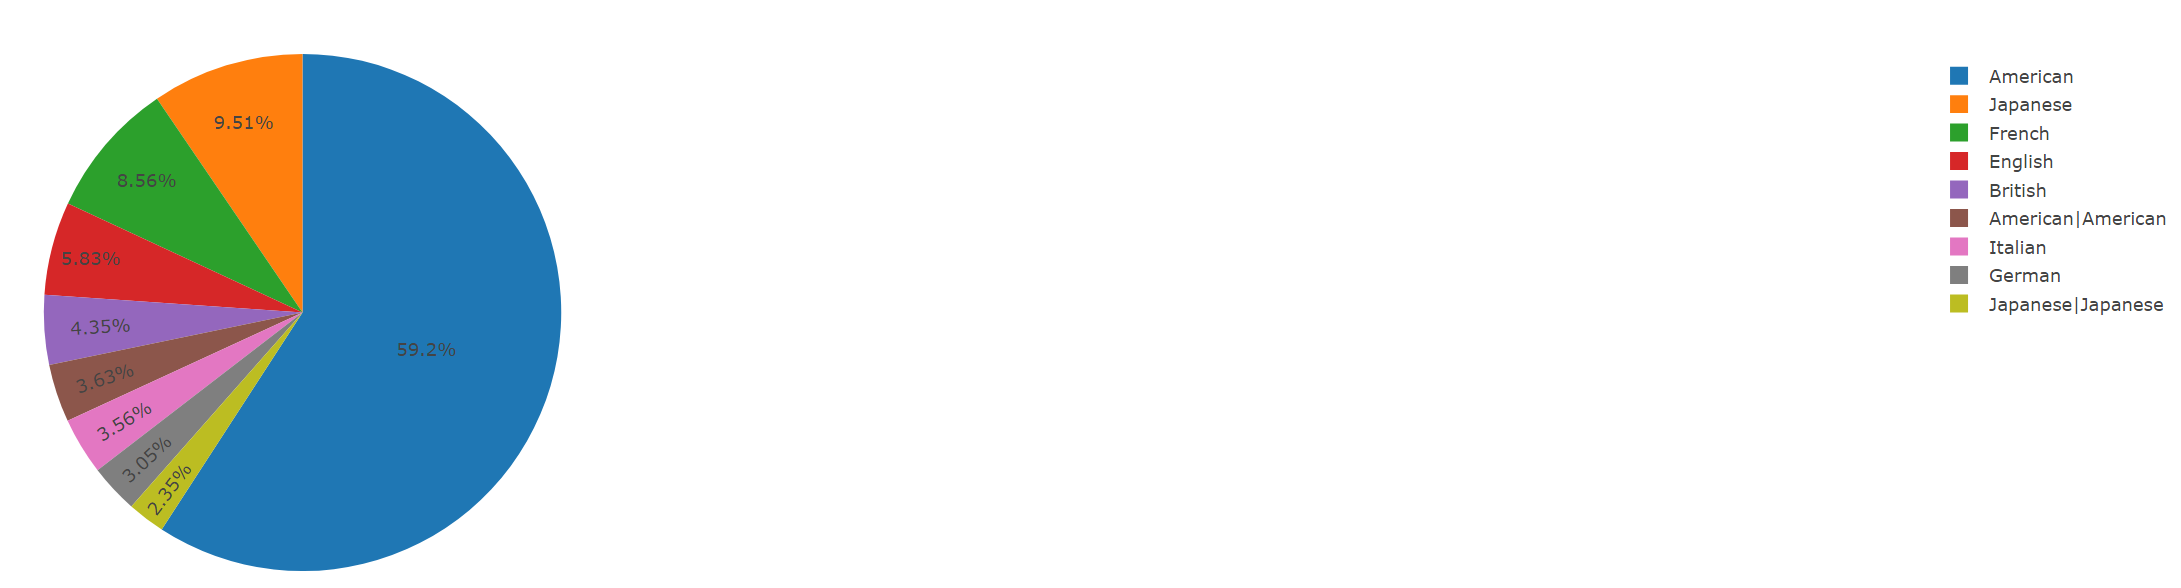 9.51%
8.56%
5.83%
4.35%
3.63%
3.56%
3.05%
2.35%
59.2%
American
Japanese
French
English
British
American|American
Italian
German
Japanese|Japanese